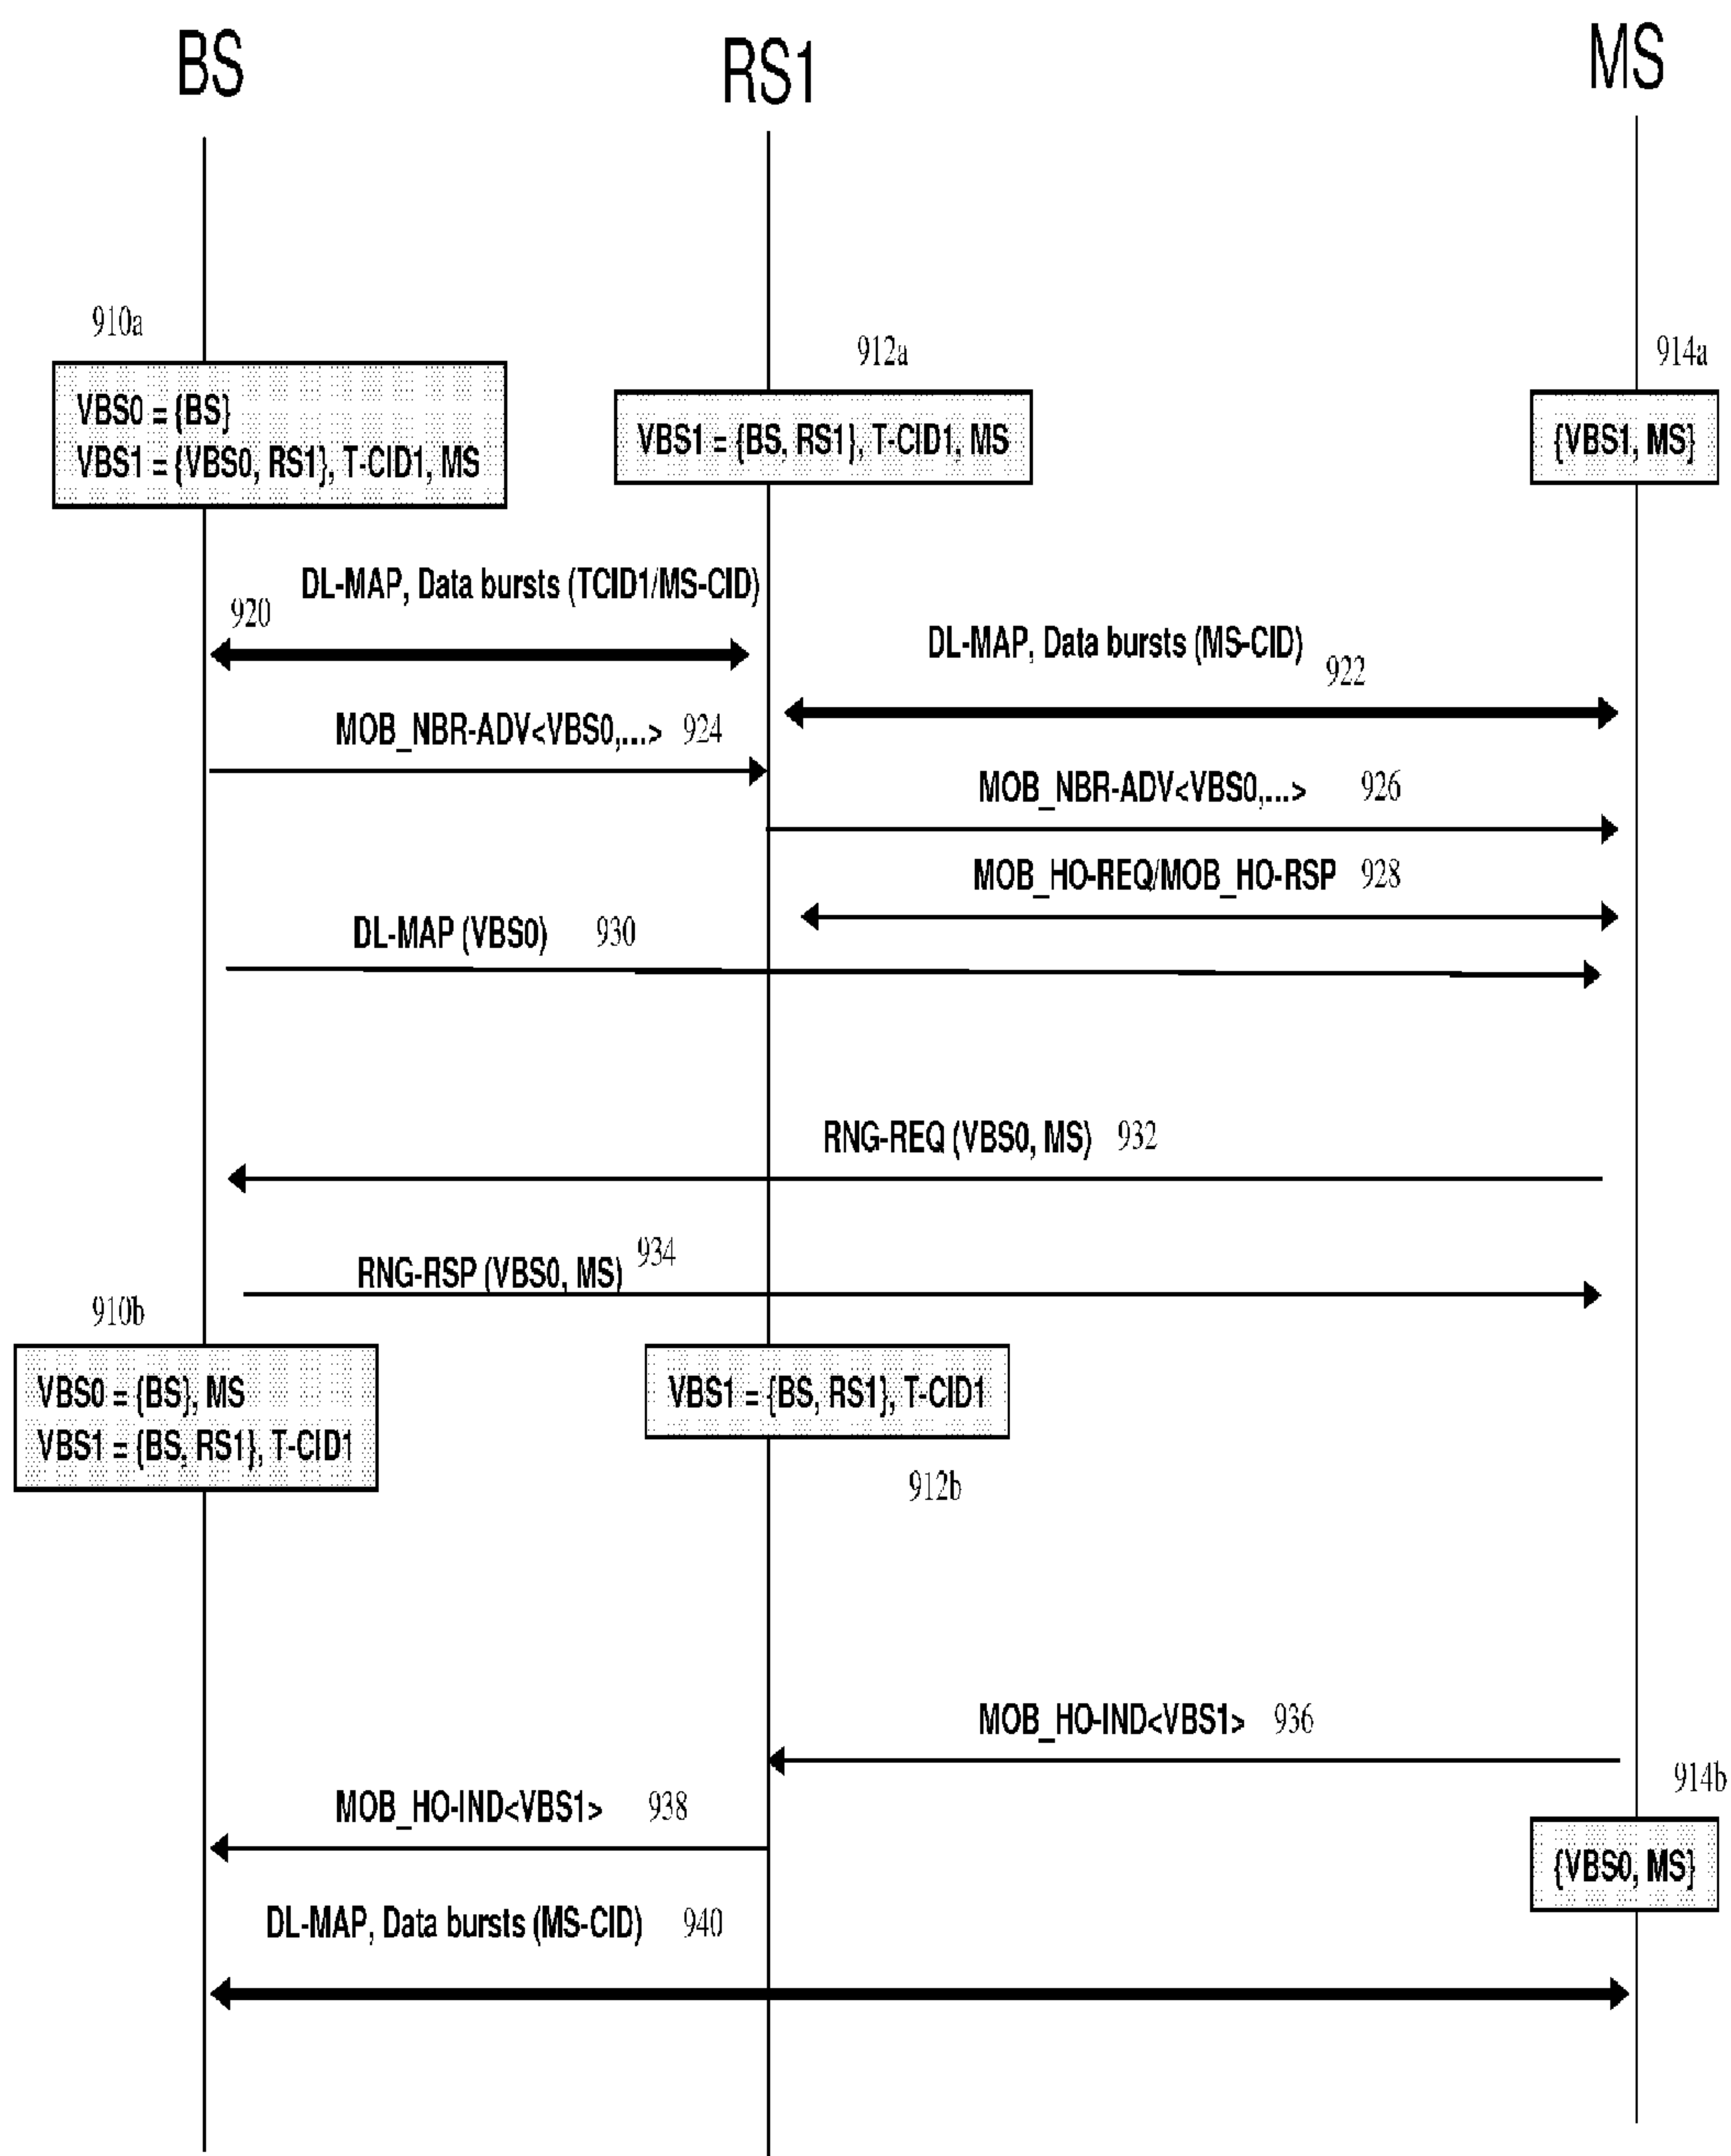 BS
RS1
MS
910a
912a
914a
VBS0 = {BS}
VBS1 = {VBS0, RS1}, T-CID1, MS
VBS1 = {BS, RS1}, T-CID1, MS
{VBS1, MS}
DL-MAP, Data bursts (TCID1/MS-CID)
920
DL-MAP, Data bursts (MS-CID)
922
MOB_NBR-ADV<VBS0,...> 924
MOB_NBR-ADV<VBS0,...> 926
MOB_HO-REQ/MOB_HO-RSP 928
DL-MAP (VBS0) 930
RNG-REQ (VBS0, MS) 932
RNG-RSP (VBS0, MS) 934
910b
VBS0 = {BS}, MS
VBS1 = {BS, RS1}, T-CID1
VBS1 = {BS, RS1}, T-CID1
912b
MOB_HO-IND<VBS1> 936
914b
MOB_HO-IND<VBS1> 938
{VBS0, MS}
DL-MAP, Data bursts (MS-CID) 940